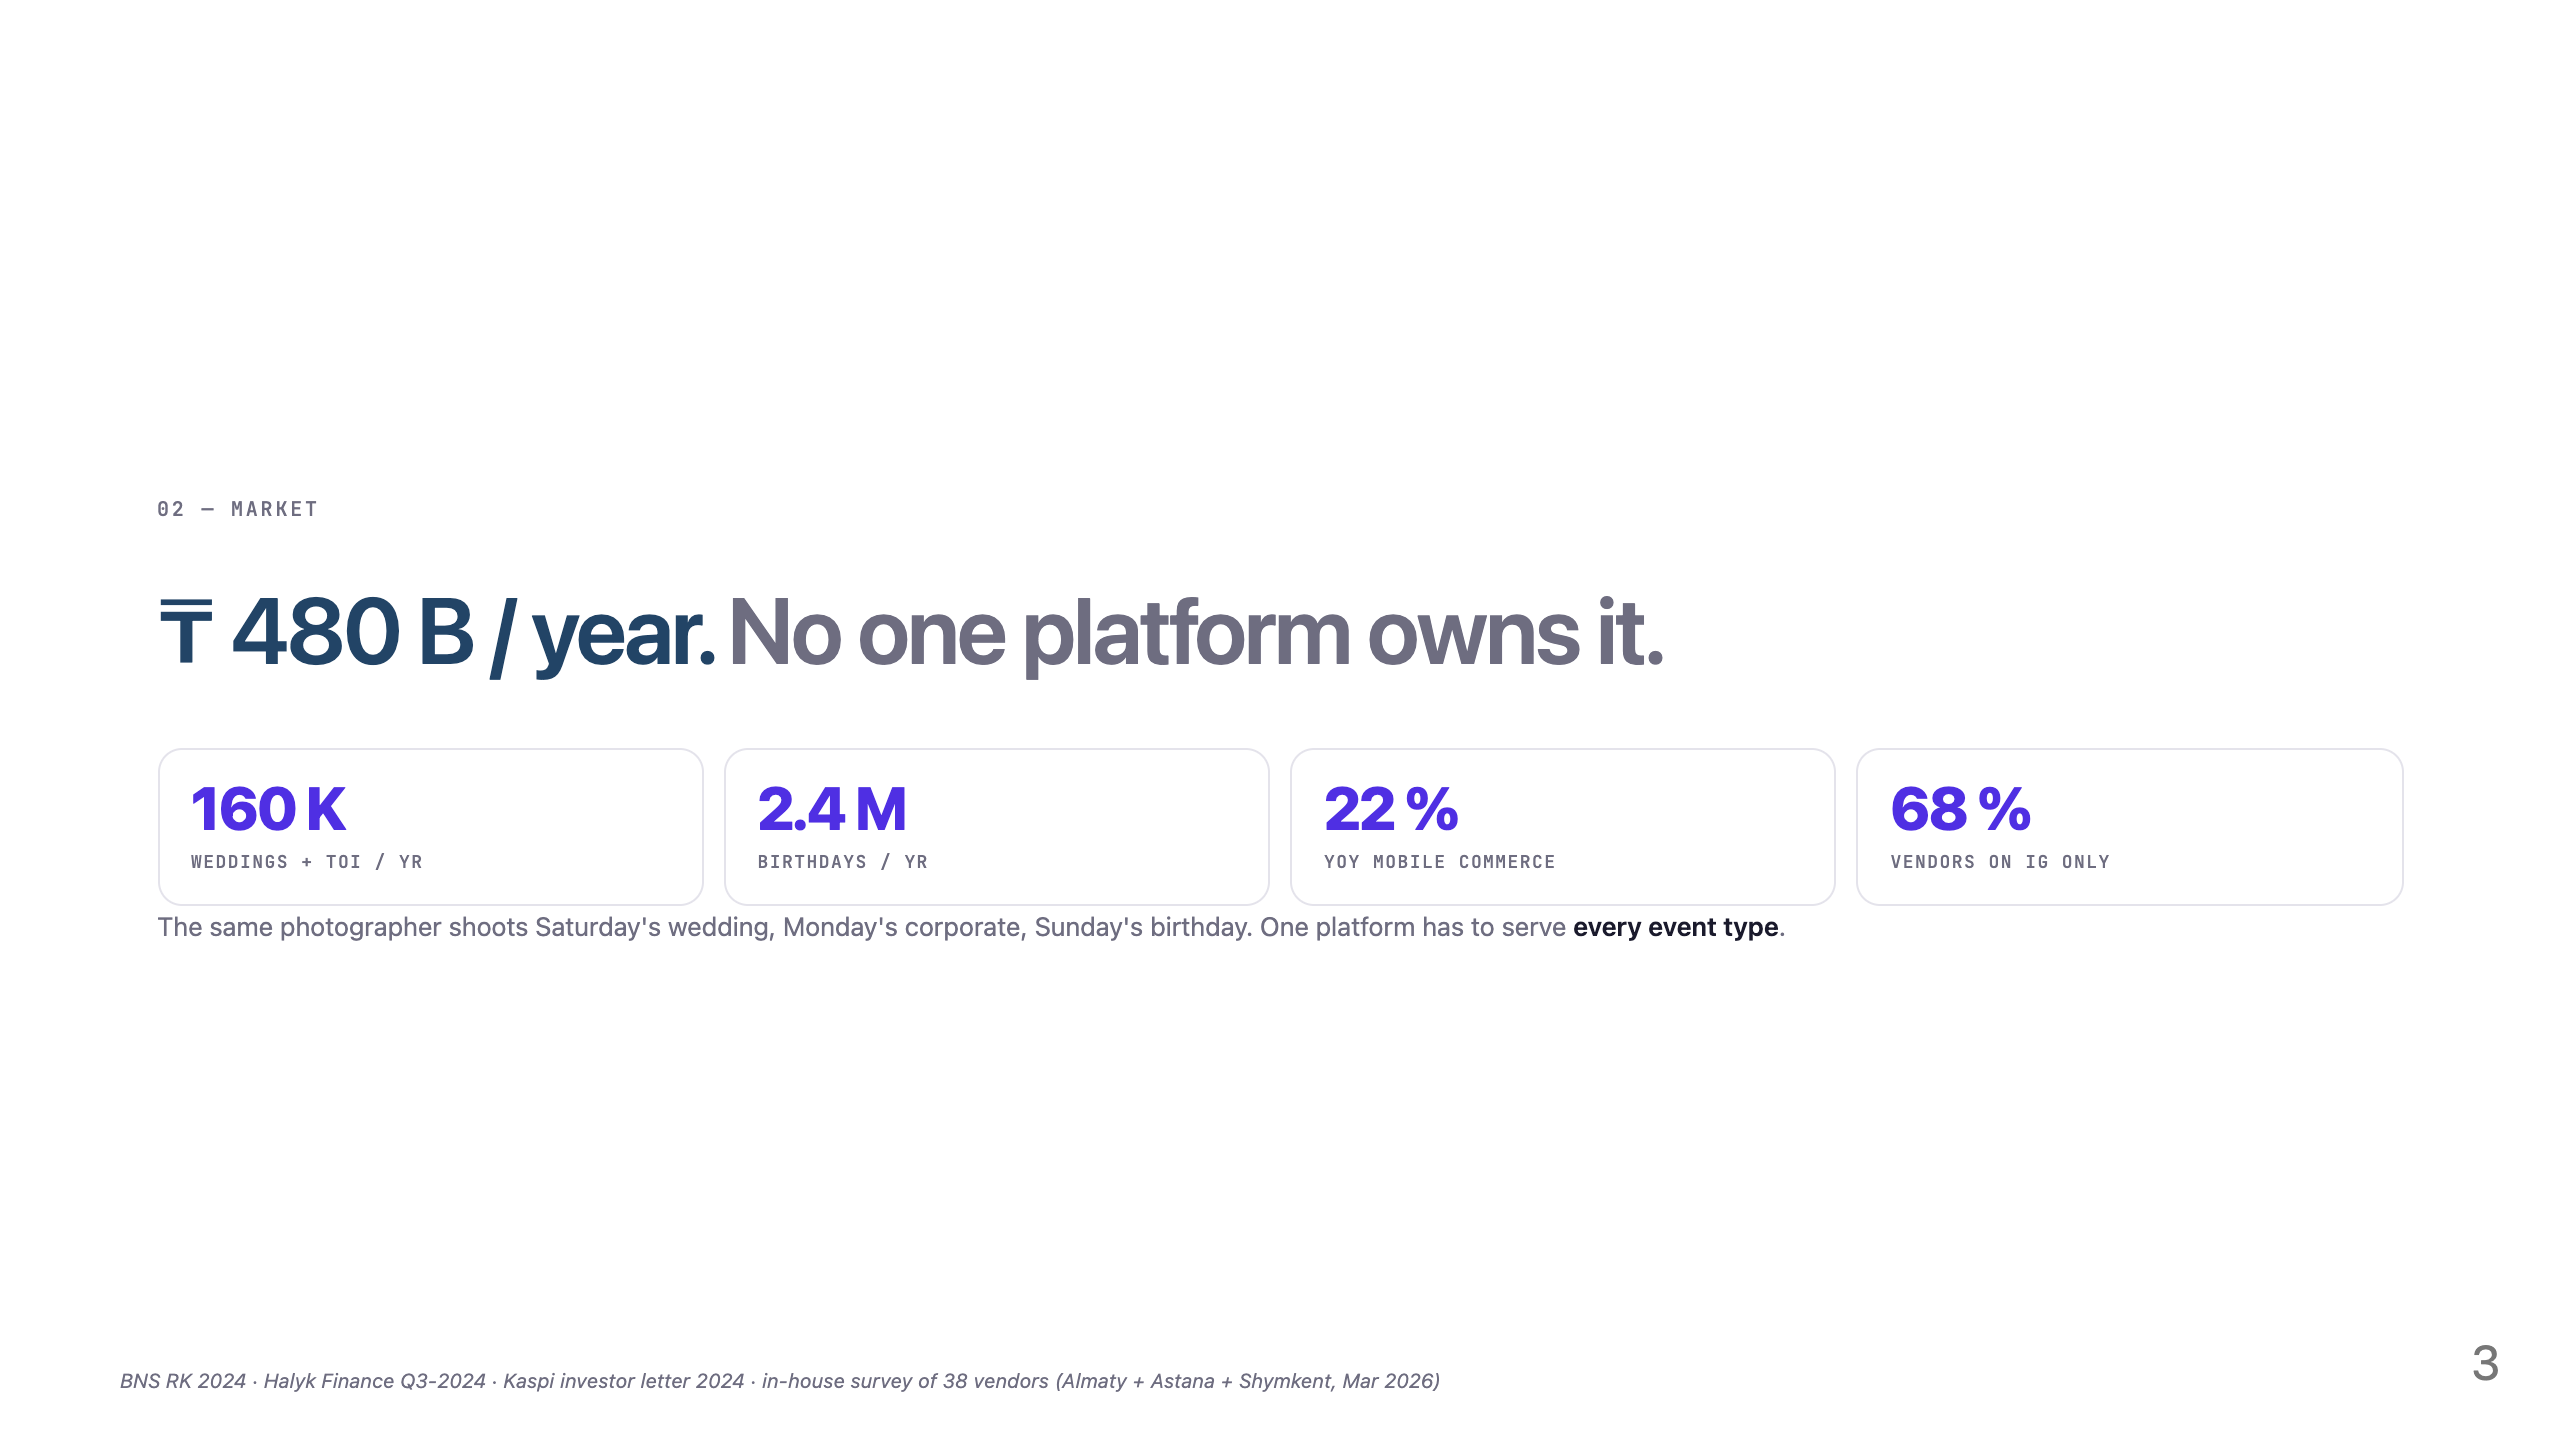 02 — MARKET
₸ 480 B / year. No one platform owns it.
160 K
WEDDINGS + TOI / YR
2.4 M
BIRTHDAYS / YR
22 %
YOY MOBILE COMMERCE
68 %
VENDORS ON IG ONLY
The same photographer shoots Saturday's wedding, Monday's corporate, Sunday's birthday. One platform has to serve every event type.
BNS RK 2024 · Halyk Finance Q3-2024 · Kaspi investor letter 2024 · in-house survey of 38 vendors (Almaty + Astana + Shymkent, Mar 2026)
3